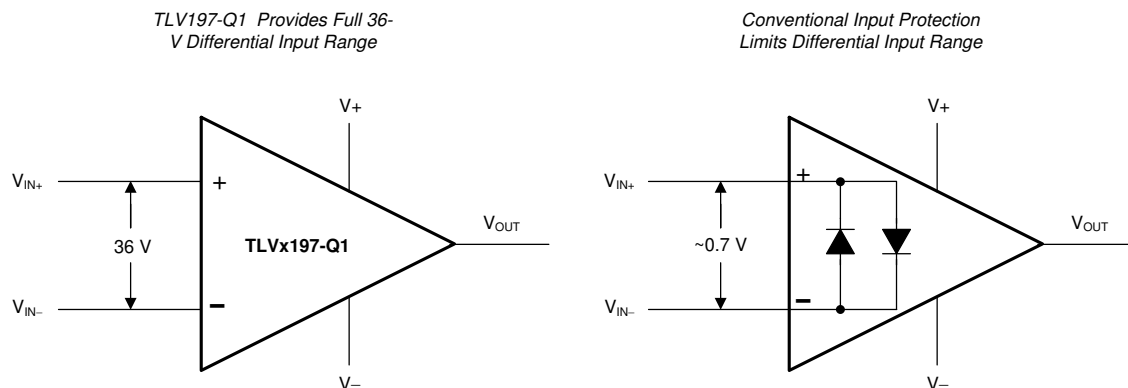 TLV197-Q1 Provides Full 36-
V Differential Input Range
V+
VIN+
+
36 V
TLVx197-Q1
VOUT
VIN–
–
V–
Conventional Input Protection
Limits Differential Input Range
V+
VIN+
+
~0.7 V
VOUT
VIN–
–
V–